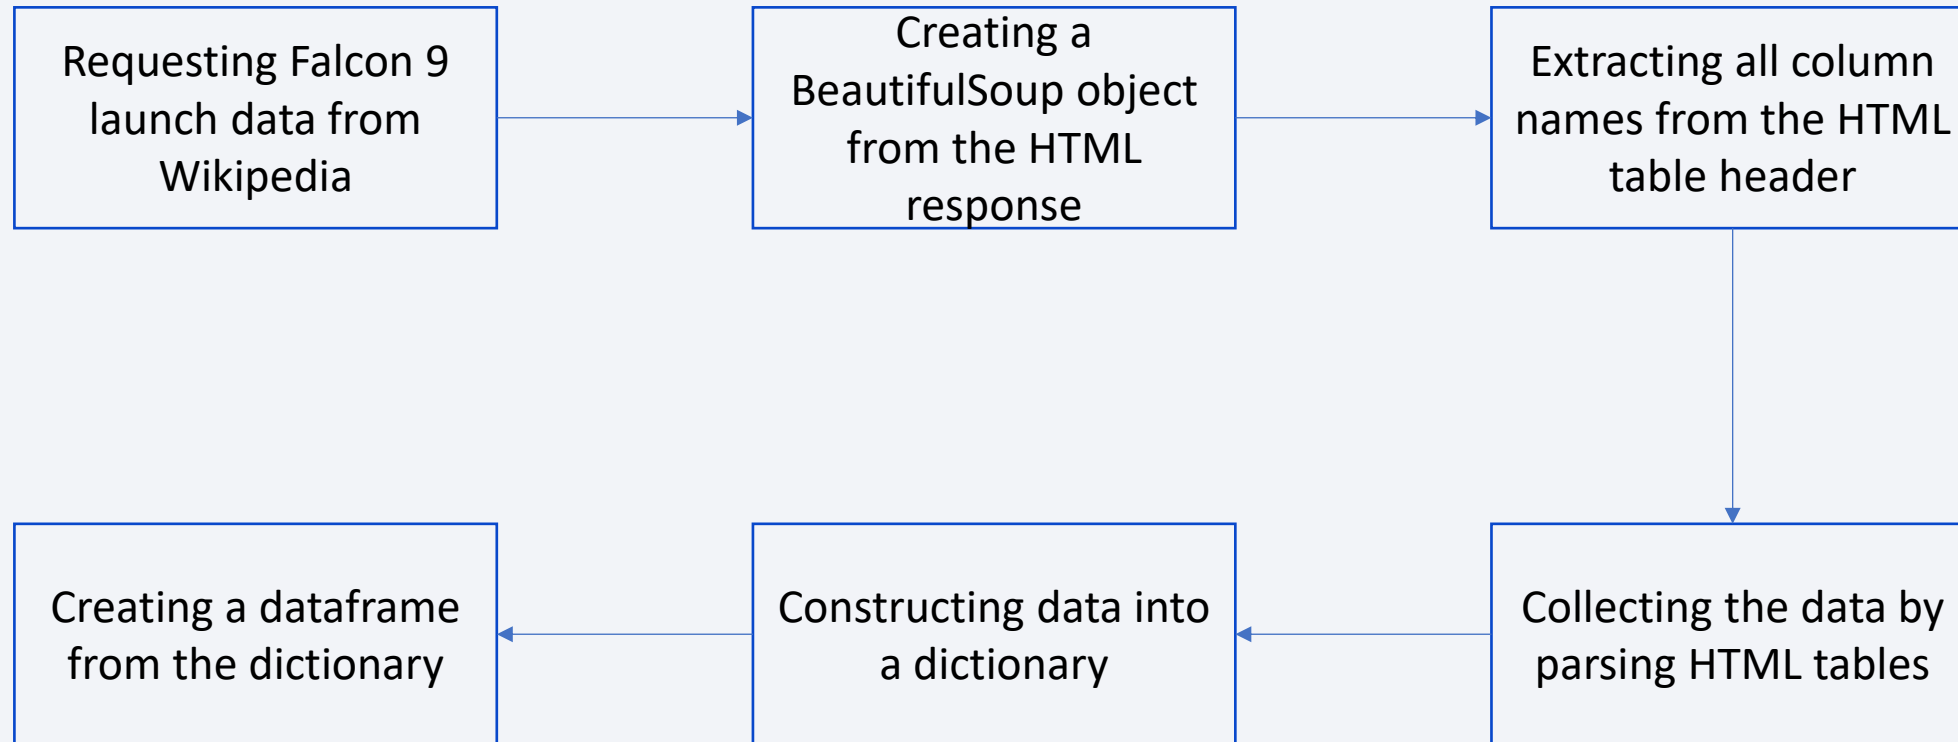 Requesting Falcon 9
launch data from
Wikipedia
Creating a
BeautifulSoup object
from the HTML
response
Extracting all column
names from the HTML
table header
Collecting the data by
parsing HTML tables
Constructing data into
a dictionary
Creating a dataframe
from the dictionary